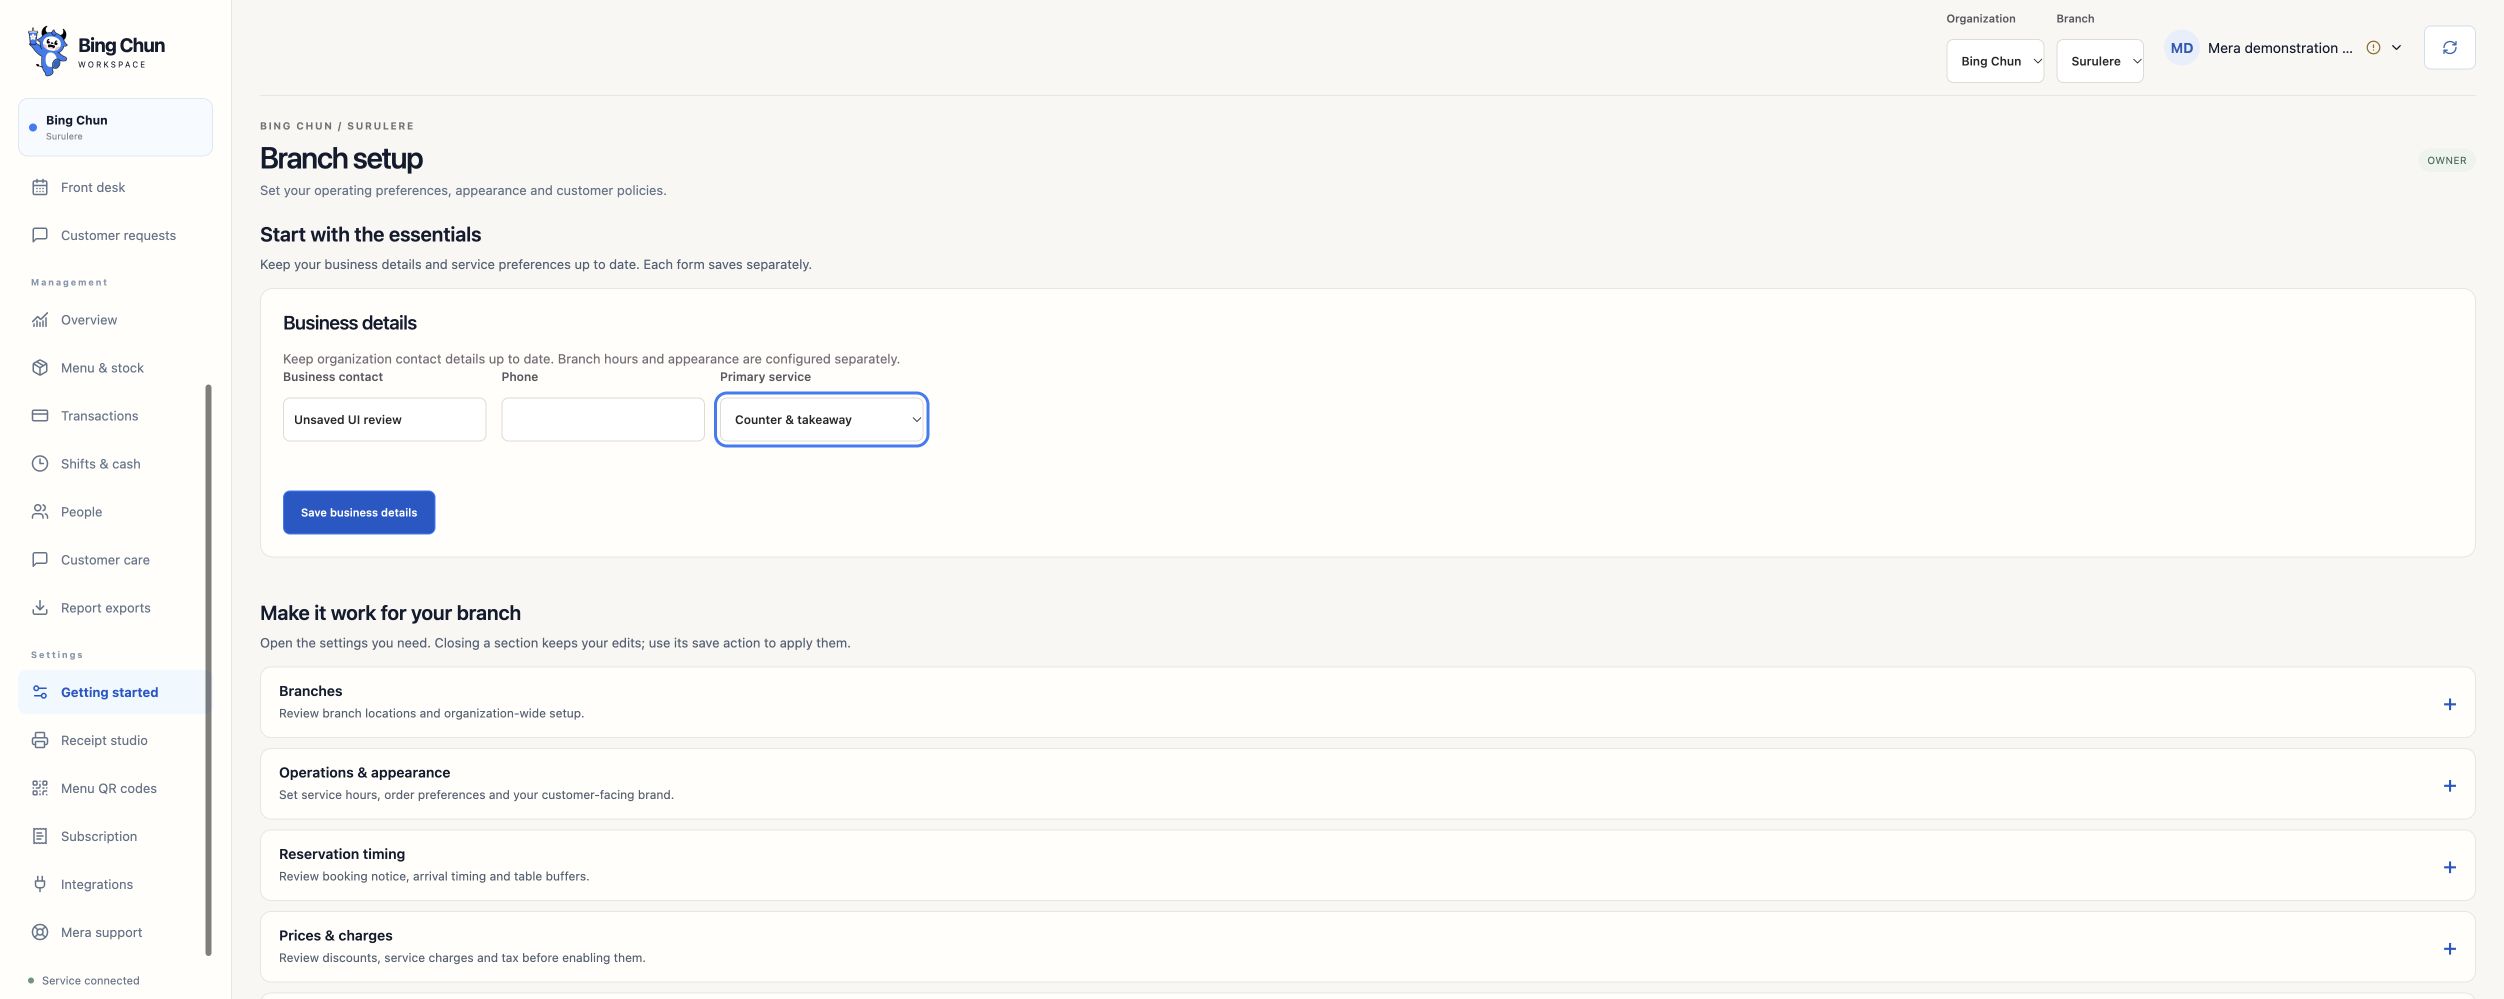 Bing Chun
WORKSPACE
Bing Chun
Surulere
Front desk
Customer requests
Management
Overview
Menu & stock
Transactions
Shifts & cash
People
Customer care
Report exports
Settings
Getting started
Receipt studio
Menu QR codes
Subscription
Integrations
Mera support
Service connected
Organization
Branch
Bing Chun
Surulere
MD
Mera demonstration ...
BING CHUN / SURULERE
Branch setup
OWNER
Set your operating preferences, appearance and customer policies.
Start with the essentials
Keep your business details and service preferences up to date. Each form saves separately.
Business details
Keep organization contact details up to date. Branch hours and appearance are configured separately.
Business contact
Phone
Primary service
Unsaved UI review
Counter & takeaway
Save business details
Make it work for your branch
Open the settings you need. Closing a section keeps your edits; use its save action to apply them.
Branches
Review branch locations and organization-wide setup.
Operations & appearance
Set service hours, order preferences and your customer-facing brand.
Reservation timing
Review booking notice, arrival timing and table buffers.
Prices & charges
Review discounts, service charges and tax before enabling them.